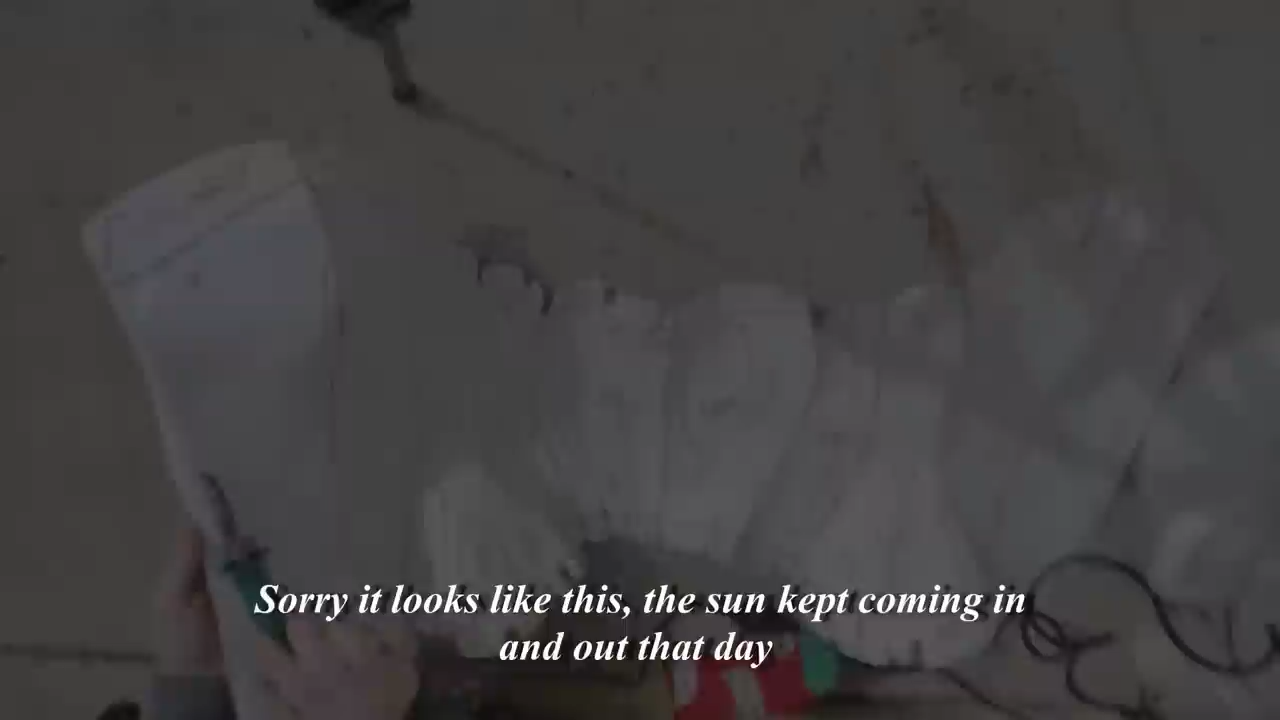 Sorry it looks like this, the sun kept coming in
and out that day